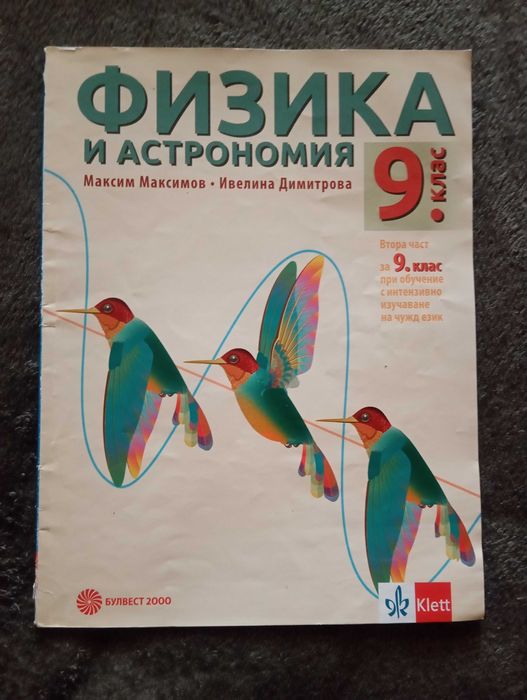 ФИЗИКА
И АСТРОНОМИЯ
Максим Максимов • Ивелина Димитрова
9. клас
Втора част
за 9. клас
при обучение
с интензивно
изучаване
на чужд език
БУЛВЕСТ 2000
Klett